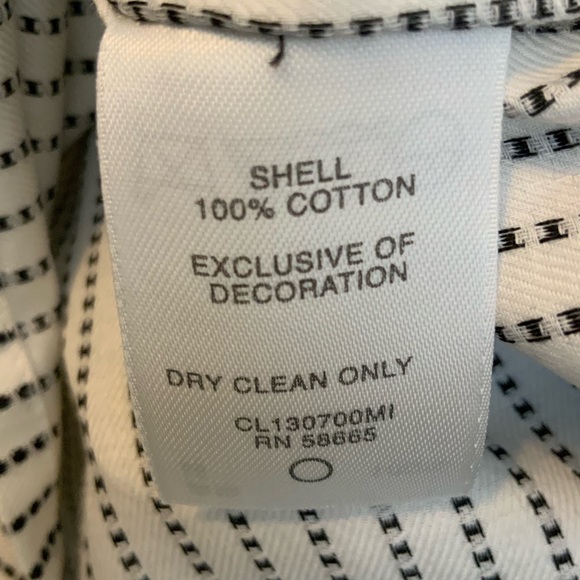 SHELL
100% COTTON
EXCLUSIVE OF
DECORATION
DRY CLEAN ONLY
CL130700MI
RN 58665